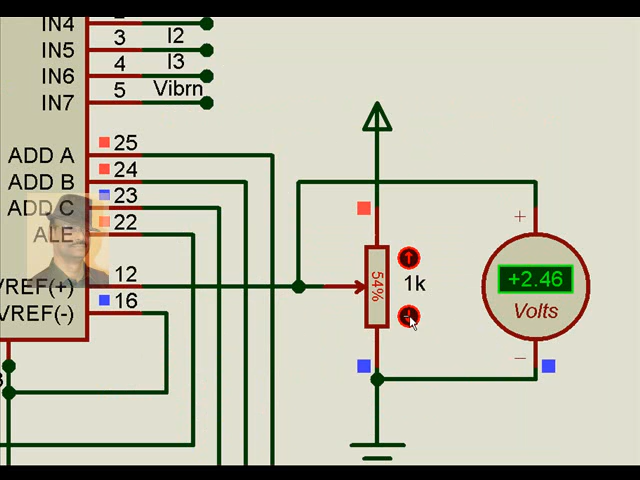 IN4
IN5 3 I2
IN6 4 I3
IN7 5 Vibrn
ADD A 25
ADD B 24
ADD C 23
ALE 22
VREF(+) 12
VREF(-) 16
54%
1k
+
+2.46
Volts
−